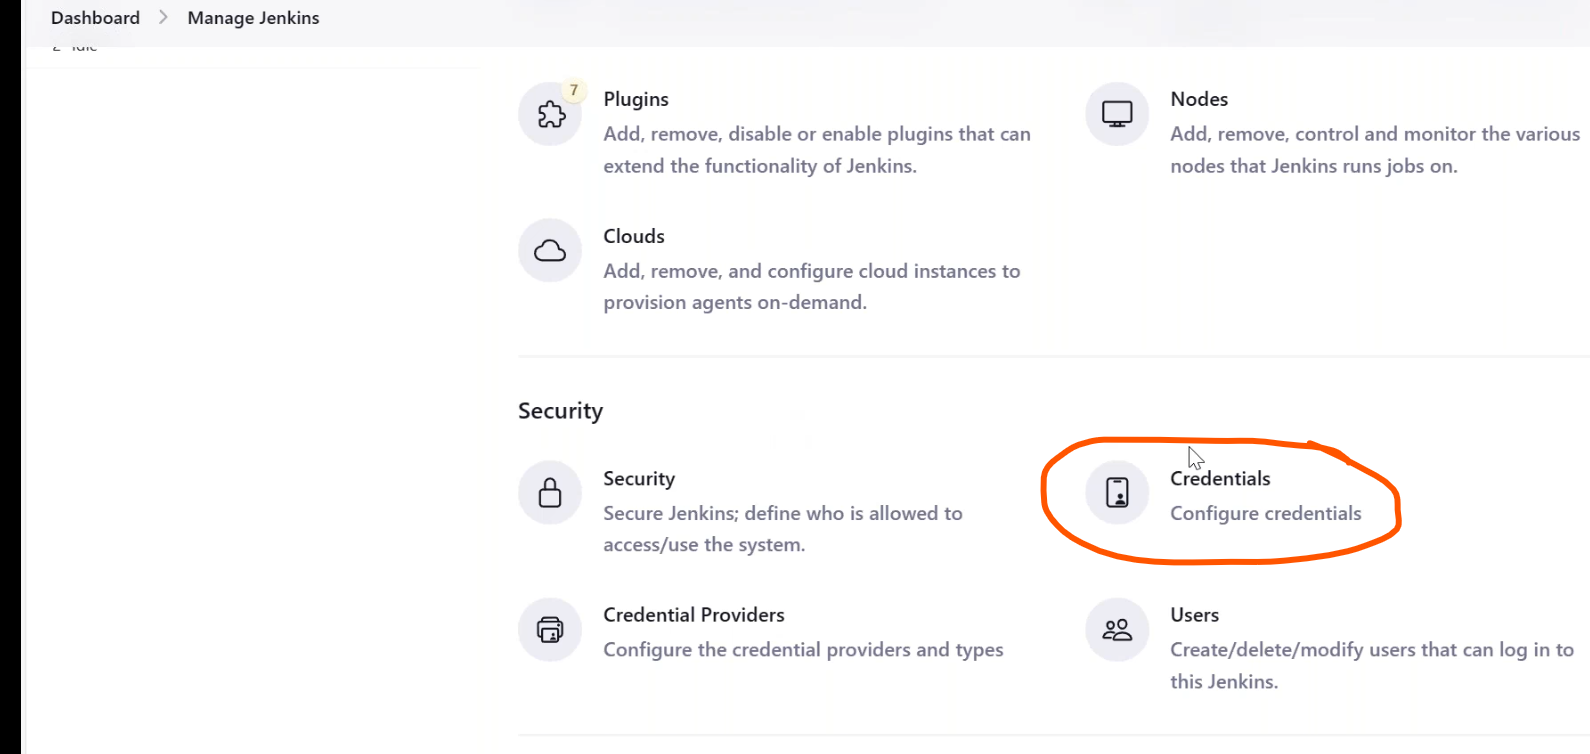 Dashboard > Manage Jenkins
2 Idle
7
Plugins
Add, remove, disable or enable plugins that can
extend the functionality of Jenkins.
Nodes
Add, remove, control and monitor the various
nodes that Jenkins runs jobs on.
Clouds
Add, remove, and configure cloud instances to
provision agents on-demand.
Security
Security
Secure Jenkins; define who is allowed to
access/use the system.
Credentials
Configure credentials
Credential Providers
Configure the credential providers and types
Users
Create/delete/modify users that can log in to
this Jenkins.